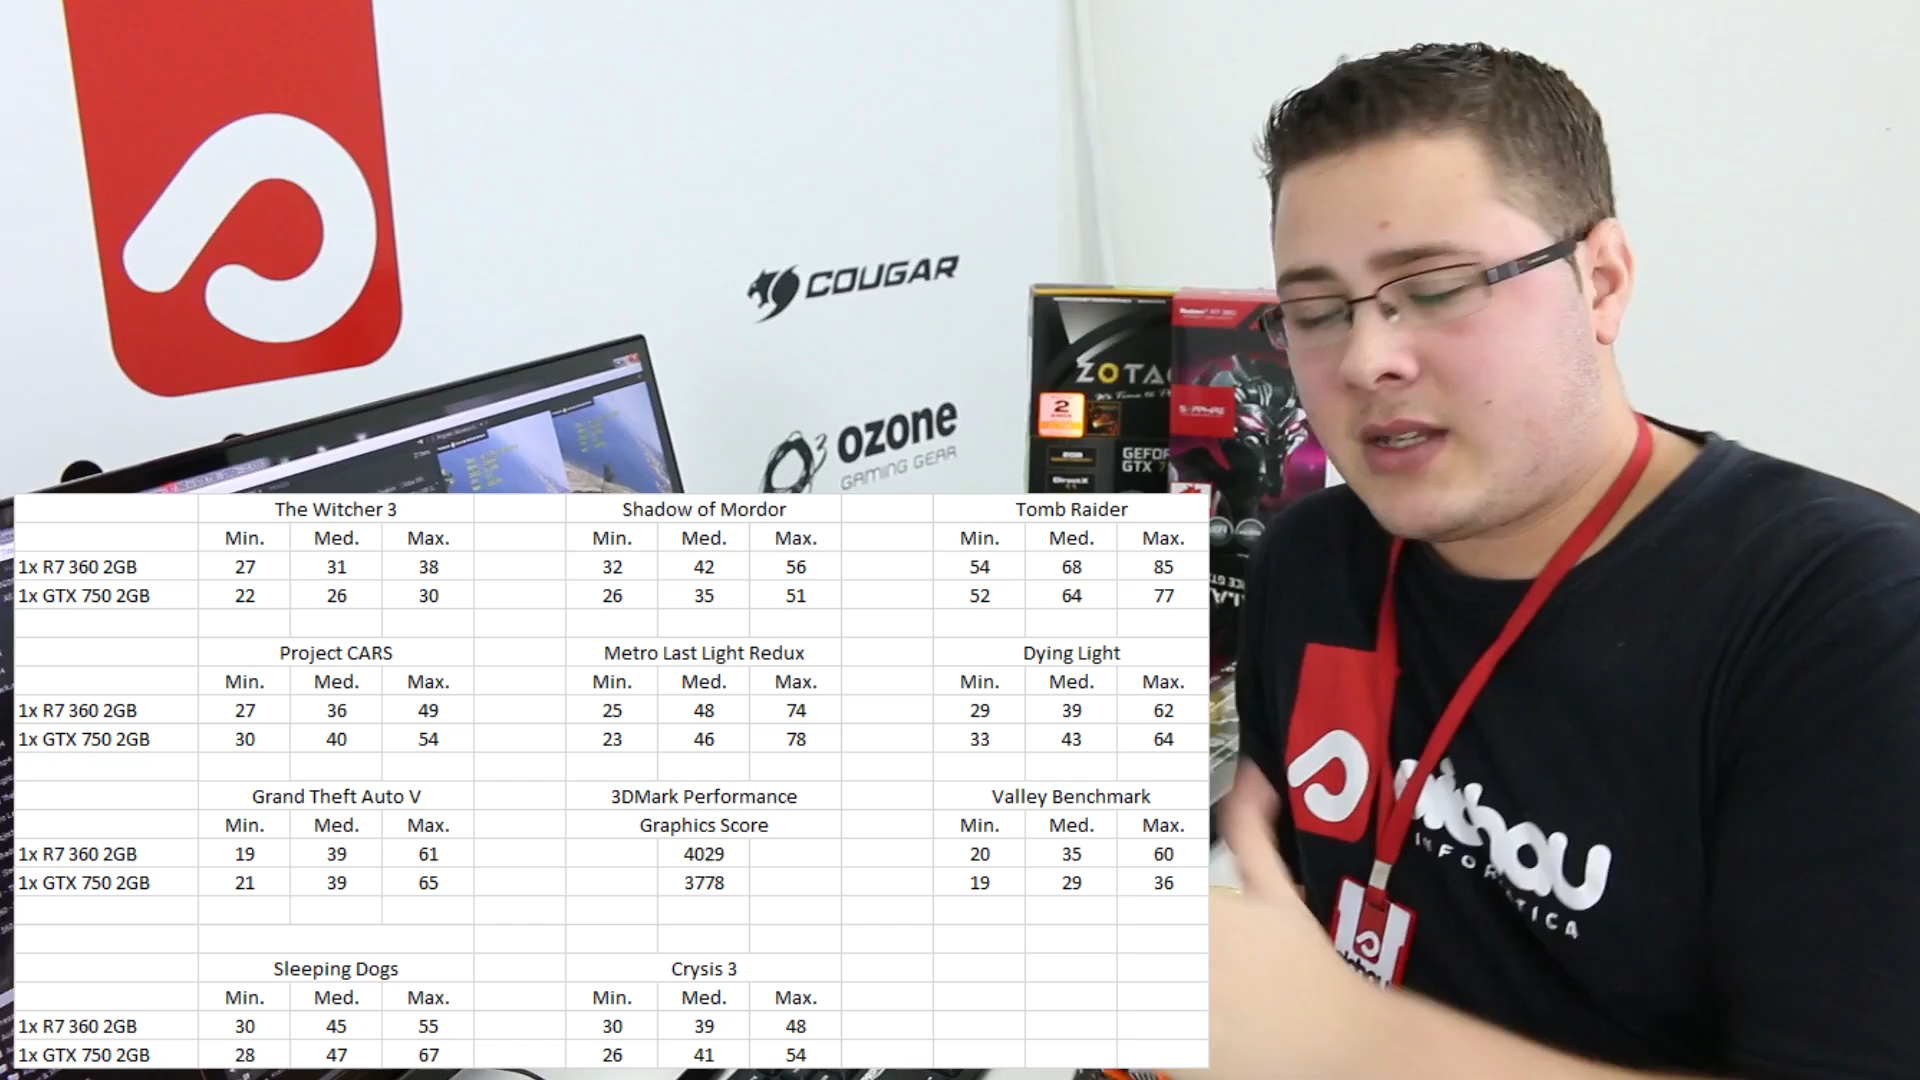 COUGAR
ZOTAC
2
ozone
GAMING GEAR
GEFOR
GTX 7
The Witcher 3 Shadow of Mordor Tomb Raider
Min. Med. Max. Min. Med. Max. Min. Med. Max.
1x R7 360 2GB 27 31 38 32 42 56 54 68 85
1x GTX 750 2GB 22 26 30 26 35 51 52 64 77
Project CARS Metro Last Light Redux Dying Light
Min. Med. Max. Min. Med. Max. Min. Med. Max.
1x R7 360 2GB 27 36 49 25 48 74 29 39 62
1x GTX 750 2GB 30 40 54 23 46 78 33 43 64
Grand Theft Auto V 3DMark Performance Valley Benchmark
Min. Med. Max. Graphics Score Min. Med. Max.
1x R7 360 2GB 19 39 61 4029 20 35 60
1x GTX 750 2GB 21 39 65 3778 19 29 36
Sleeping Dogs Crysis 3
Min. Med. Max. Min. Med. Max.
1x R7 360 2GB 30 45 55 30 39 48
1x GTX 750 2GB 28 47 67 26 41 54